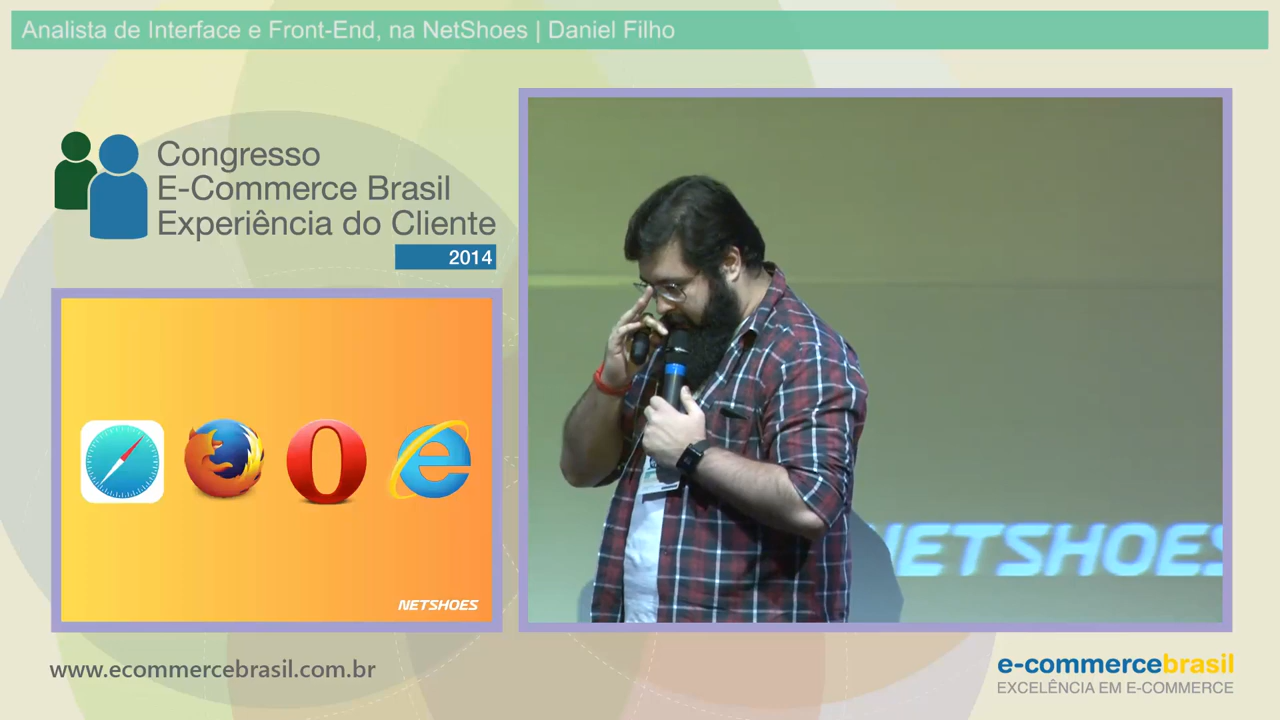 Analista de Interface e Front-End, na NetShoes | Daniel Filho
Congresso
E-Commerce Brasil
Experiência do Cliente
2014
NETSHOES
NETSHOES
www.ecommercebrasil.com.br
e-commercebrasil
EXCELÊNCIA EM E-COMMERCE